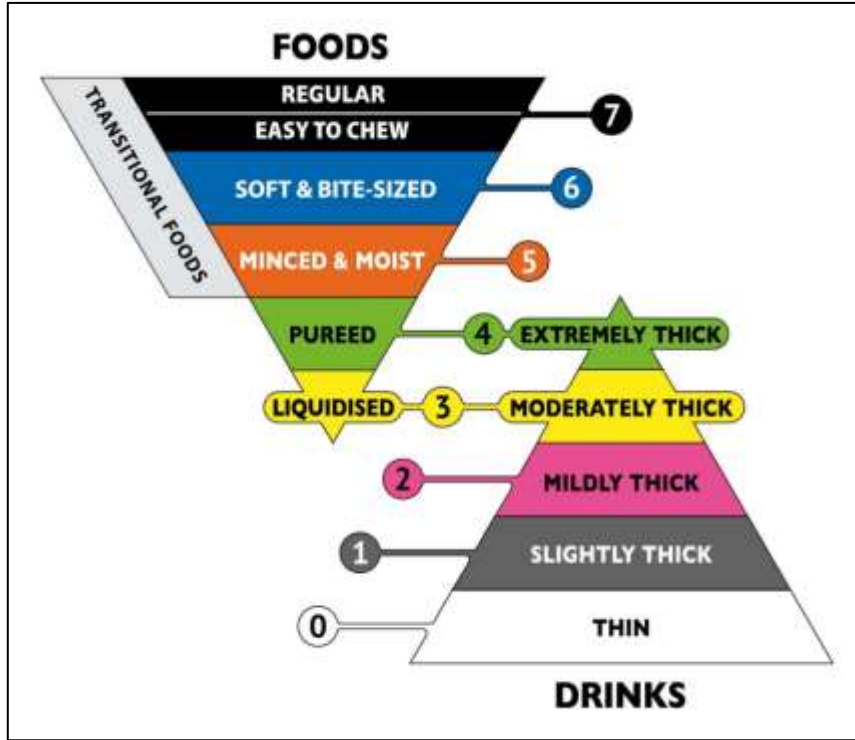 FOODS
TRANSITIONAL FOODS
REGULAR
EASY TO CHEW
7
SOFT & BITE-SIZED
6
MINCED & MOIST
5
PUREED
4
EXTREMELY THICK
LIQUIDISED
3
MODERATELY THICK
2
MILDLY THICK
1
SLIGHTLY THICK
0
THIN
DRINKS